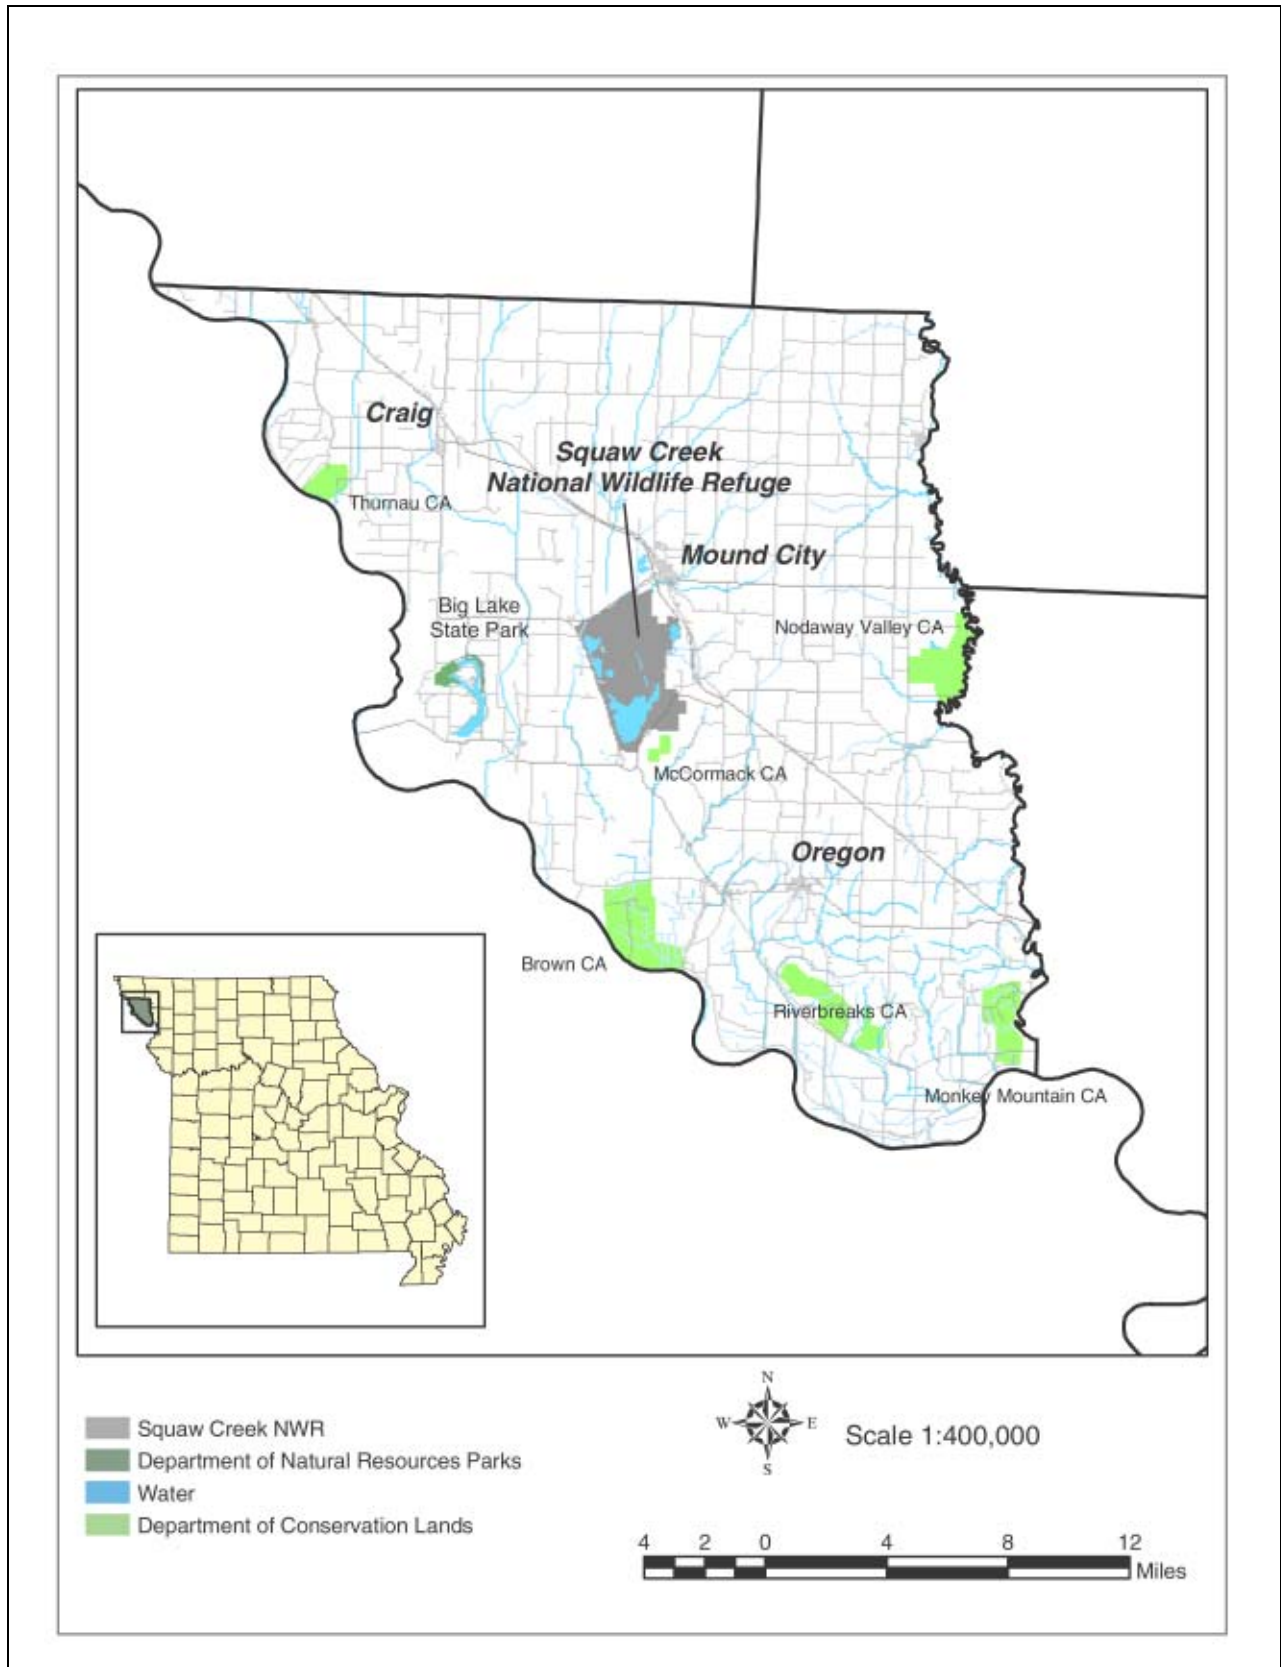 Craig
Squaw Creek
National Wildlife Refuge
Thurnau CA
Mound City
Big Lake
State Park
Nodaway Valley CA
McCormack CA
Oregon
Brown CA
Riverbreaks CA
Monkey Mountain CA
N
W E
S
Scale 1:400,000
Squaw Creek NWR
Department of Natural Resources Parks
Water
Department of Conservation Lands
4 2 0 4 8 12
Miles